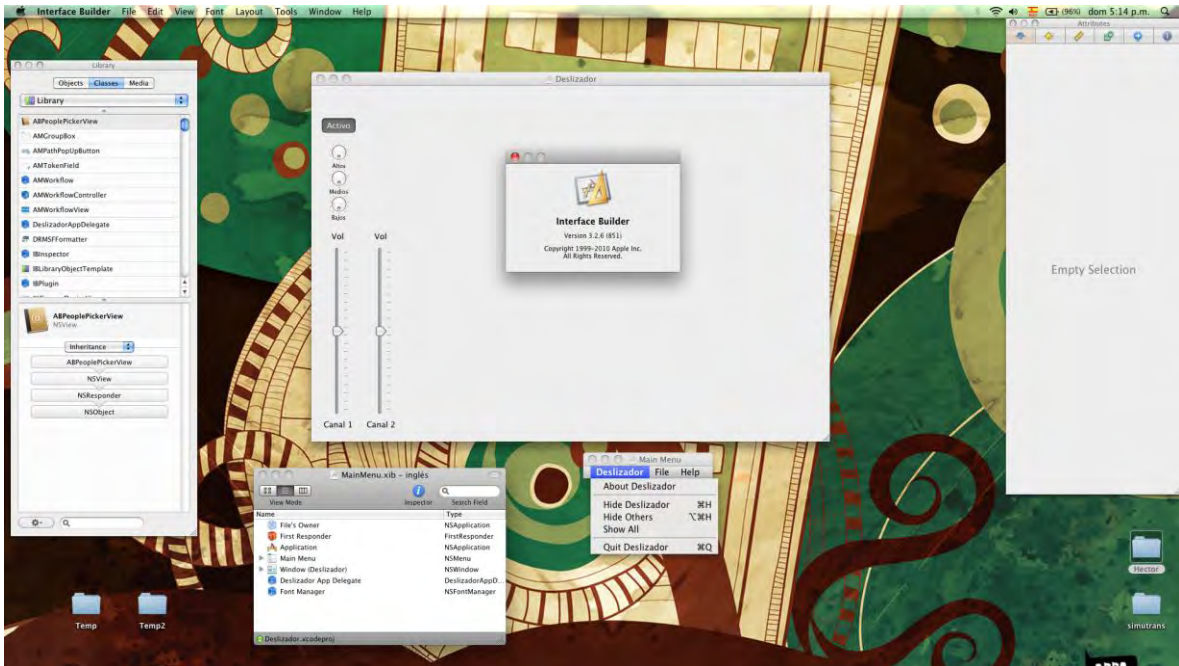 Interface Builder File Edit View Font Layout Tools Window Help
(96%) dom 5:14 p.m.
Library
Objects Classes Media
Library
ABPeoplePickerView
AMGroupBox
AMPathPopUpButton
AMTokenField
AMWorkflow
AMWorkflowController
AMWorkflowView
DeslizadorAppDelegate
DRMSFFormatter
IBInspector
IBLibraryObjectTemplate
IBPlugin
ABPeoplePickerView
NSView
Inheritance
ABPeoplePickerView
NSView
NSResponder
NSObject
Deslizador
Activo
Altos
Medios
Bajos
Vol Vol
Canal 1 Canal 2
Interface Builder
Version 3.2.6 (851)
Copyright 1999-2010 Apple Inc.
All Rights Reserved.
Attributes
Empty Selection
MainMenu.xib - inglés
View Mode Inspector Search Field
Name Type
File's Owner NSApplication
First Responder FirstResponder
Application NSApplication
Main Menu NSMenu
Window (Deslizador) NSWindow
Deslizador App Delegate DeslizadorAppD...
Font Manager NSFontManager
Deslizador.xcodeproj
Main Menu
Deslizador File Help
About Deslizador
Hide Deslizador ⌘H
Hide Others ⌥⌘H
Show All
Quit Deslizador ⌘Q
Temp Temp2
Hector
simutrans